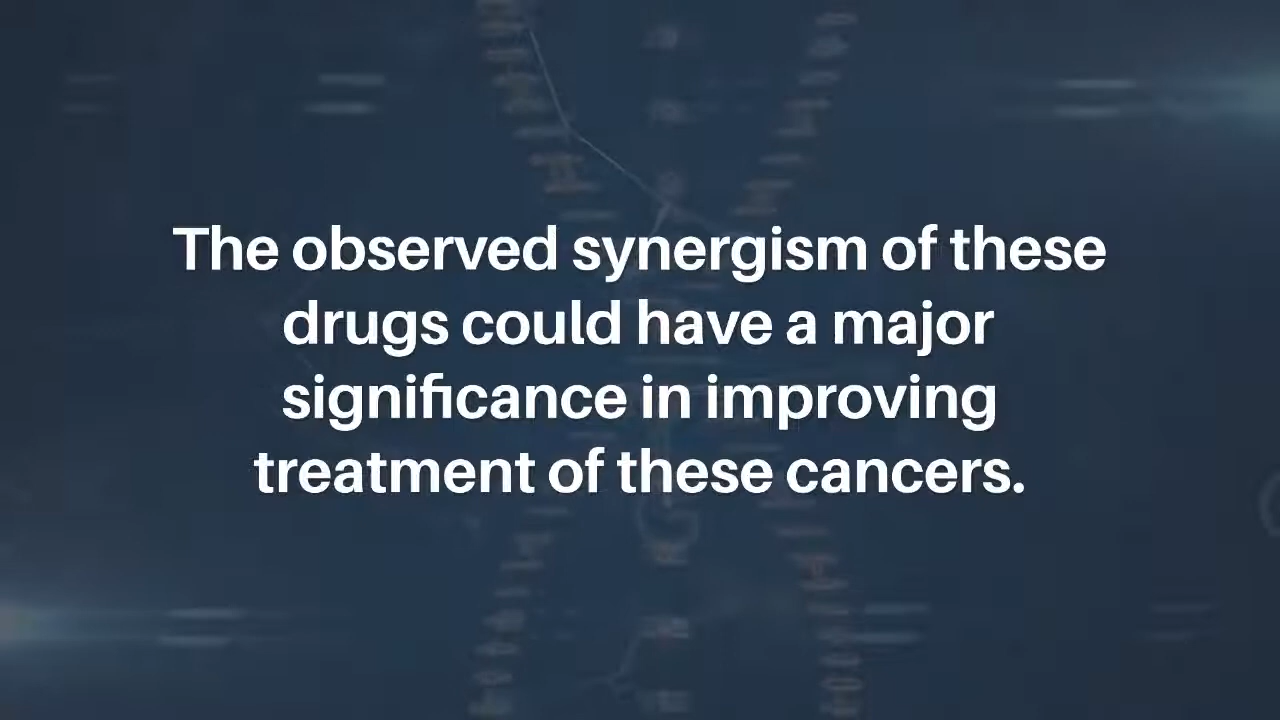 The observed synergism of these
drugs could have a major
significance in improving
treatment of these cancers.